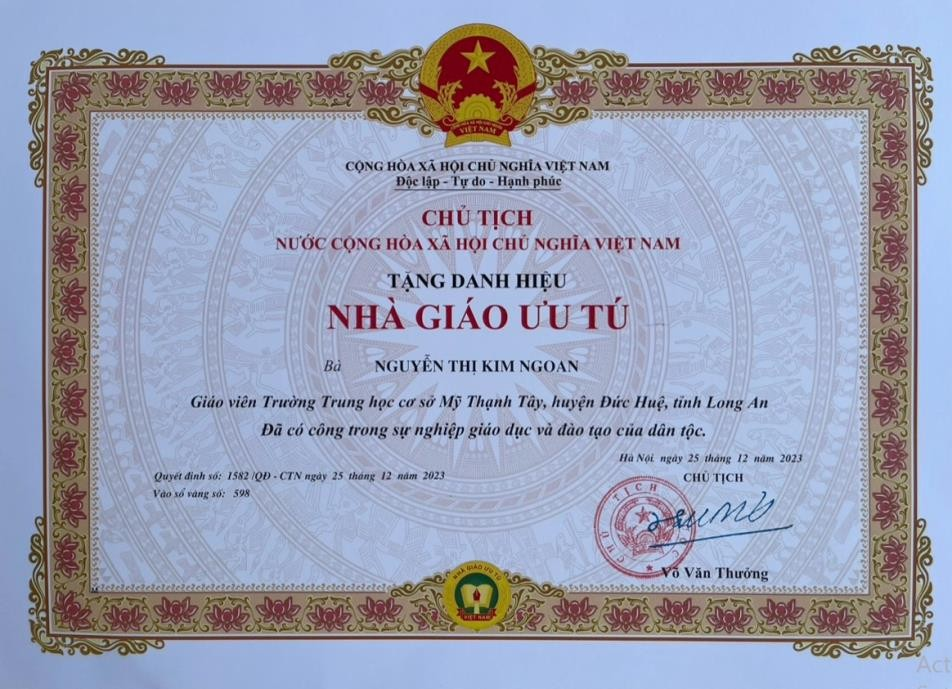 VIỆT NAM
CỘNG HÒA XÃ HỘI CHỦ NGHĨA VIỆT NAM
Độc lập - Tự do - Hạnh phúc
CHỦ TỊCH
NƯỚC CỘNG HÒA XÃ HỘI CHỦ NGHĨA VIỆT NAM
TẶNG DANH HIỆU
NHÀ GIÁO ƯU TÚ
Bà NGUYỄN THỊ KIM NGOAN
Giáo viên Trường Trung học cơ sở Mỹ Thạnh Tây, huyện Đức Huệ, tỉnh Long An
Đã có công trong sự nghiệp giáo dục và đào tạo của dân tộc.
Hà Nội, ngày 25 tháng 12 năm 2023
Quyết định số: 1582 /QĐ - CTN ngày 25 tháng 12 năm 2023
CHỦ TỊCH
Vào sổ vàng số: 598
CHỦ TỊCH
Võ Văn Thưởng
NHÀ GIÁO ƯU TÚ
VIỆT NAM
Act